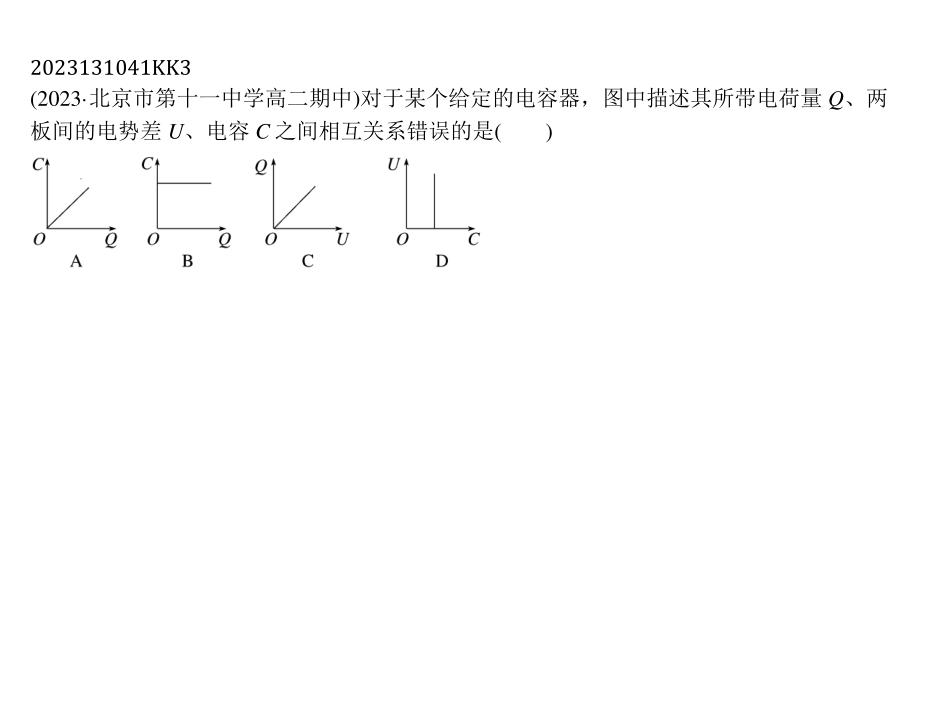 2023131041KK3
(2023·北京市第十一中学高二期中)对于某个给定的电容器，图中描述其所带电荷量 Q、两
板间的电势差 U、电容 C 之间相互关系错误的是(　　)
C C Q U
O Q O Q O U O C
A B C D